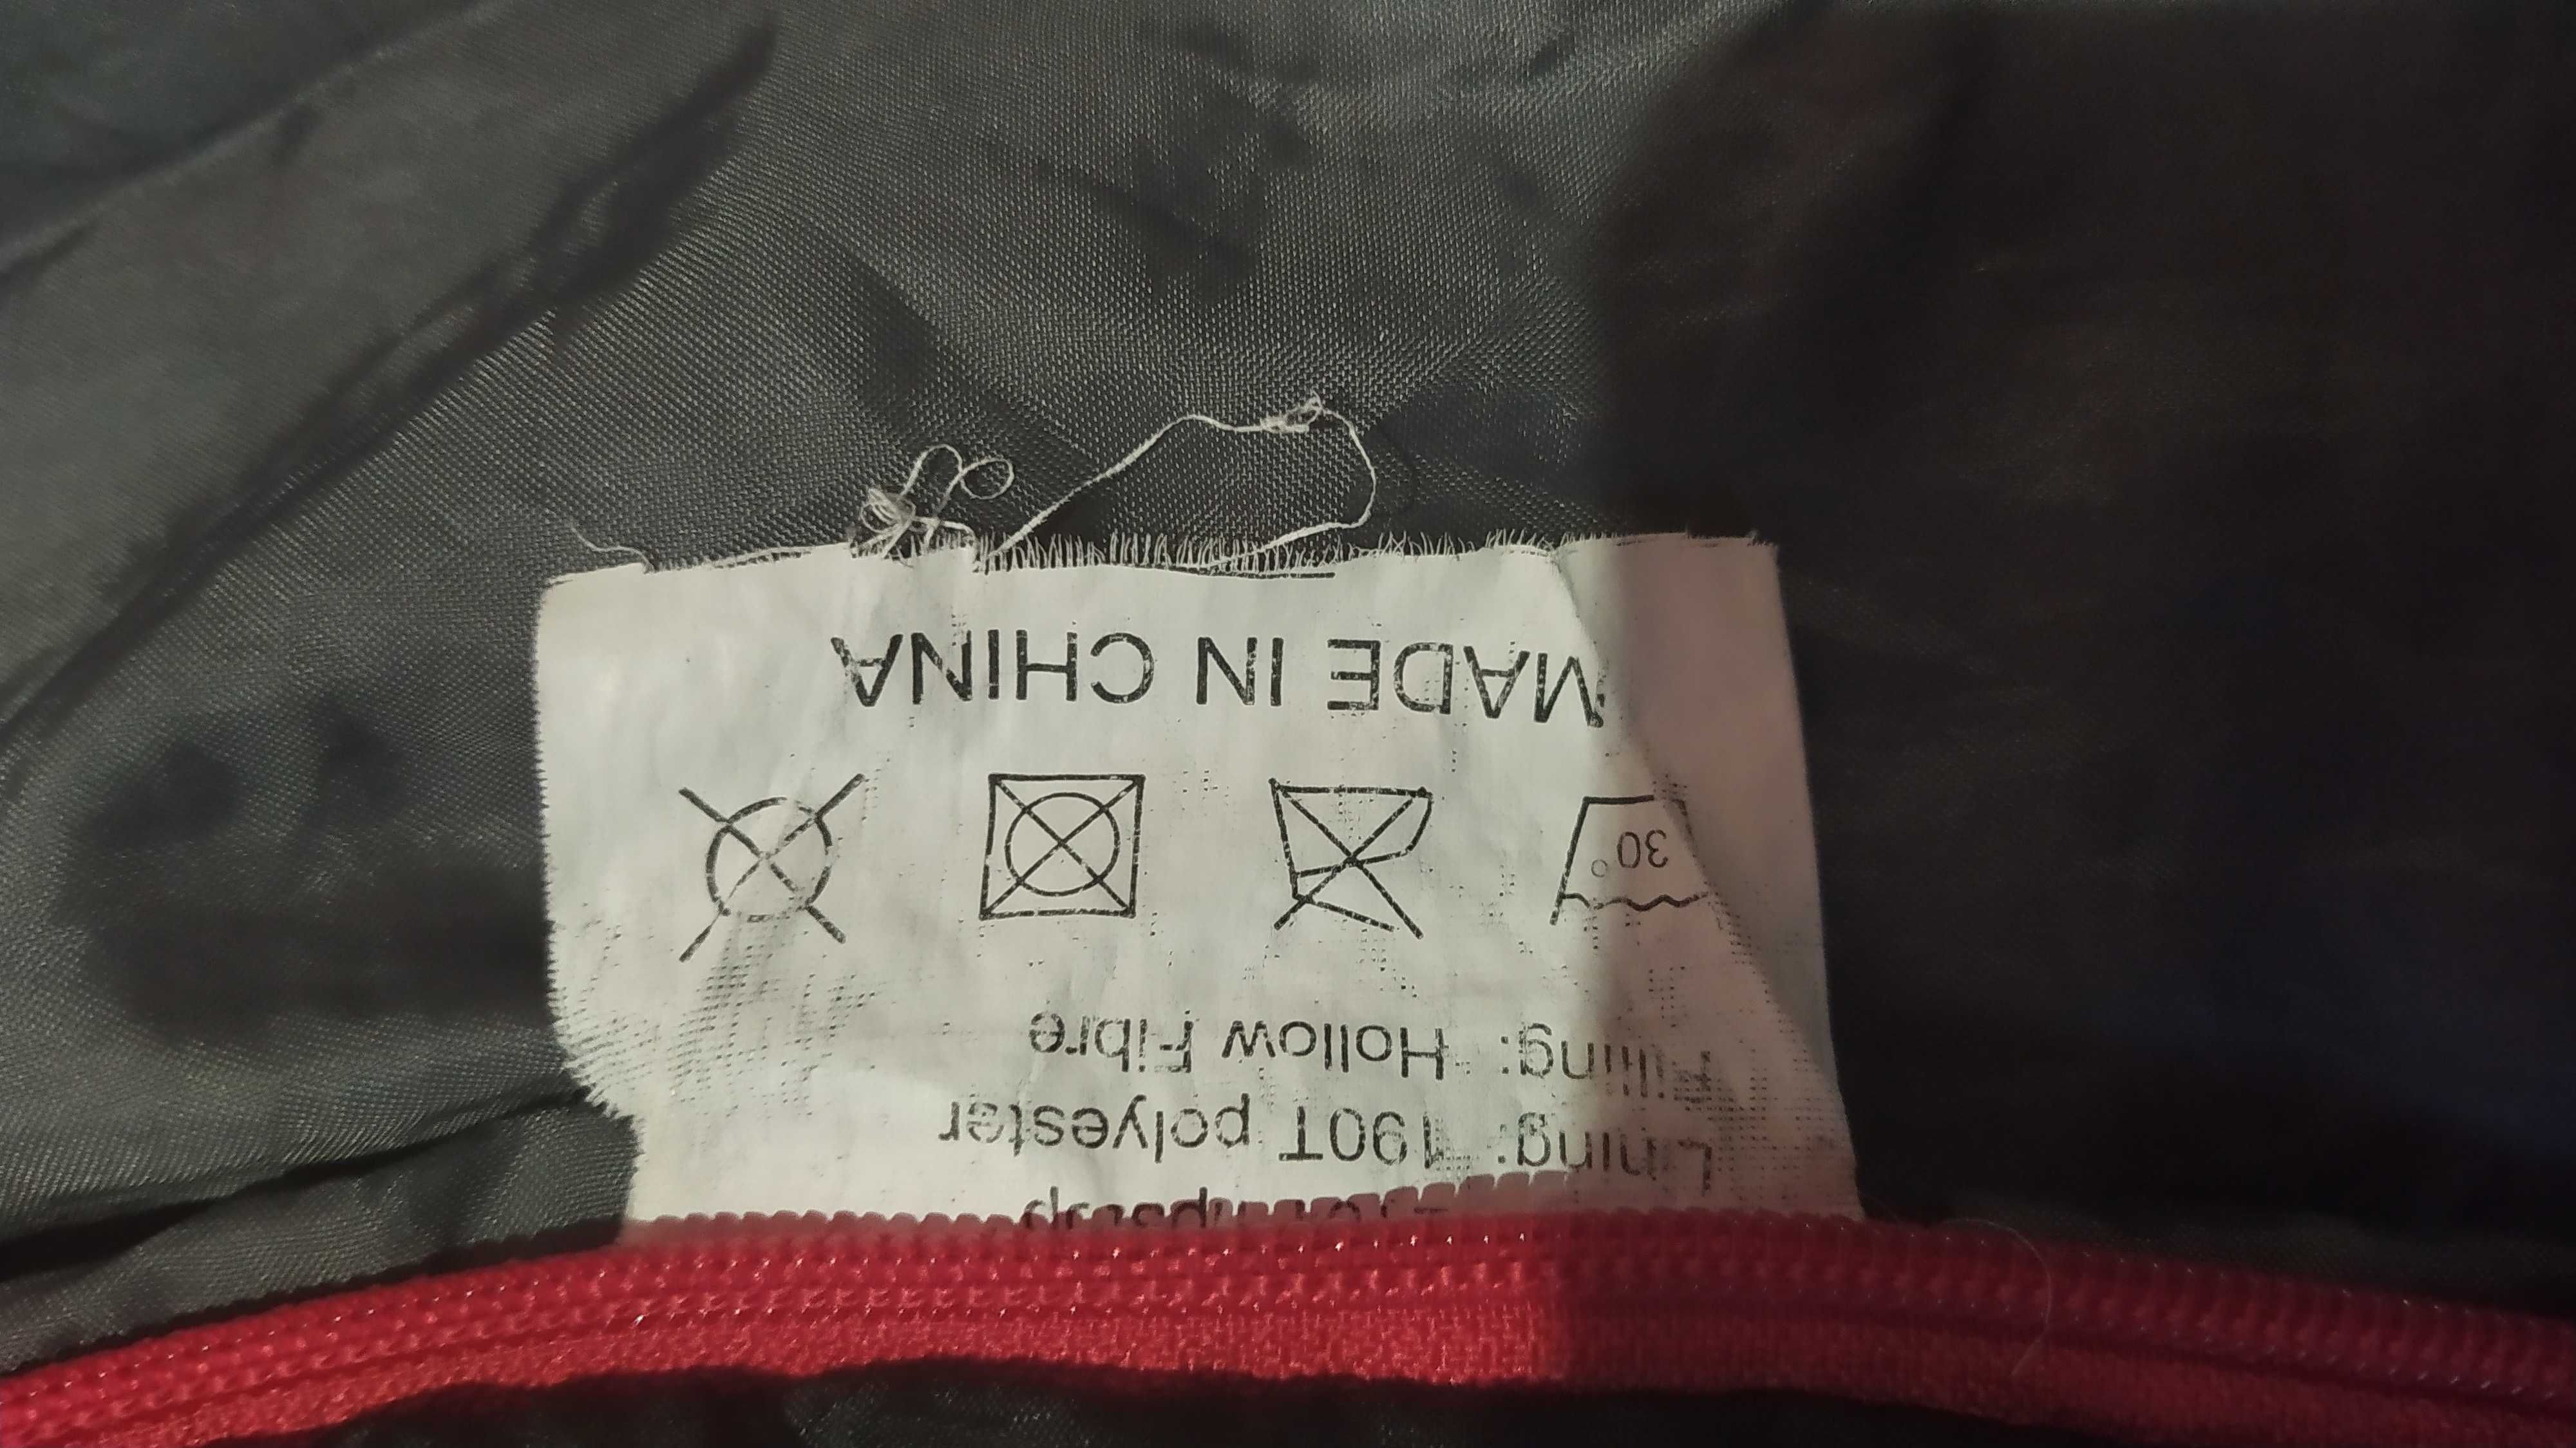 Lining: 190T polyester
Filling: Hollow Fibre
30°
MADE IN CHINA